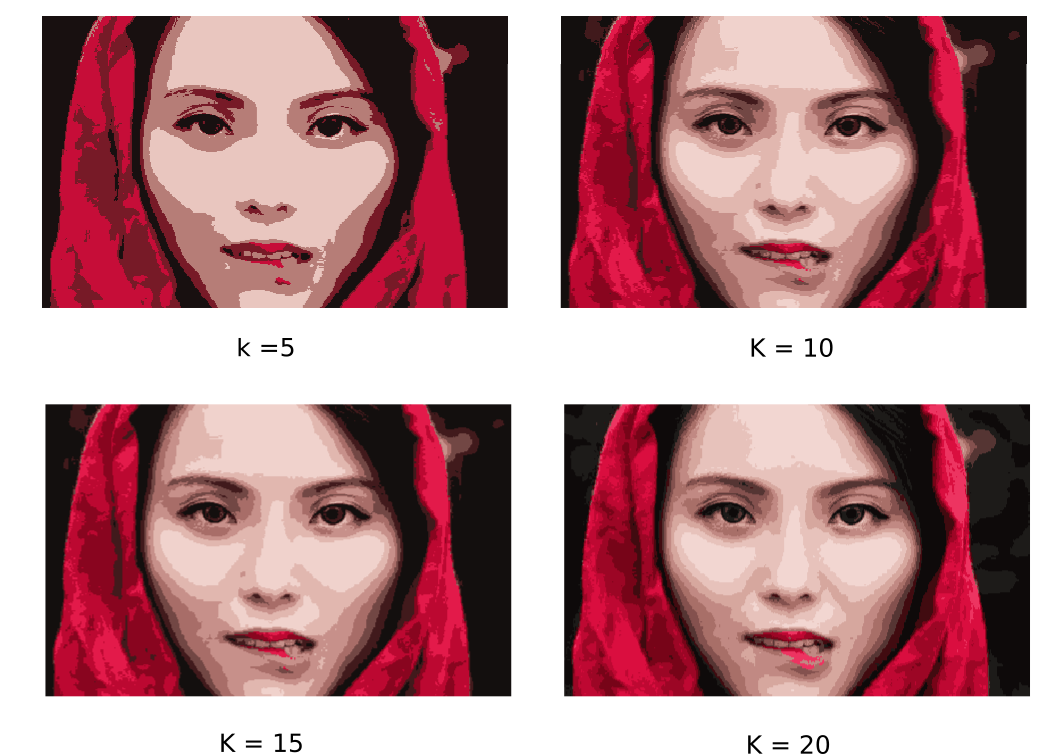 k =5
K = 10
K = 15
K = 20